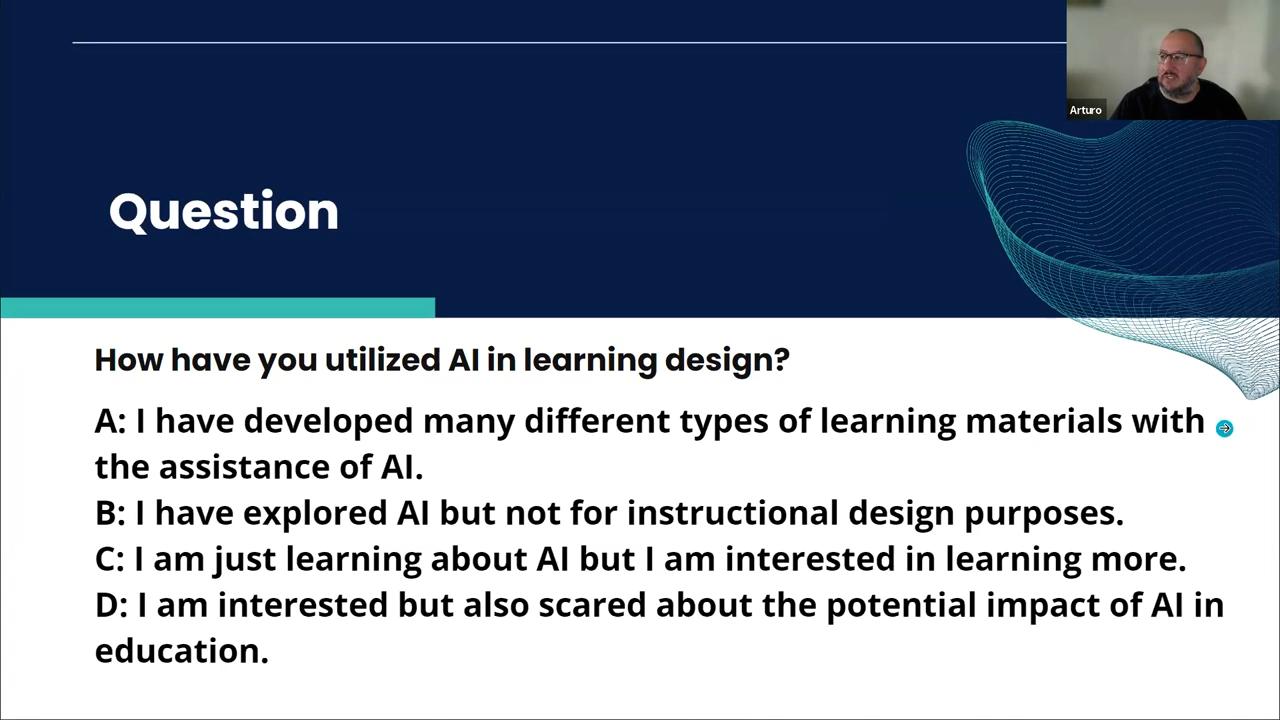 Arturo
Question
How have you utilized AI in learning design?
A: I have developed many different types of learning materials with
the assistance of AI.
B: I have explored AI but not for instructional design purposes.
C: I am just learning about AI but I am interested in learning more.
D: I am interested but also scared about the potential impact of AI in
education.